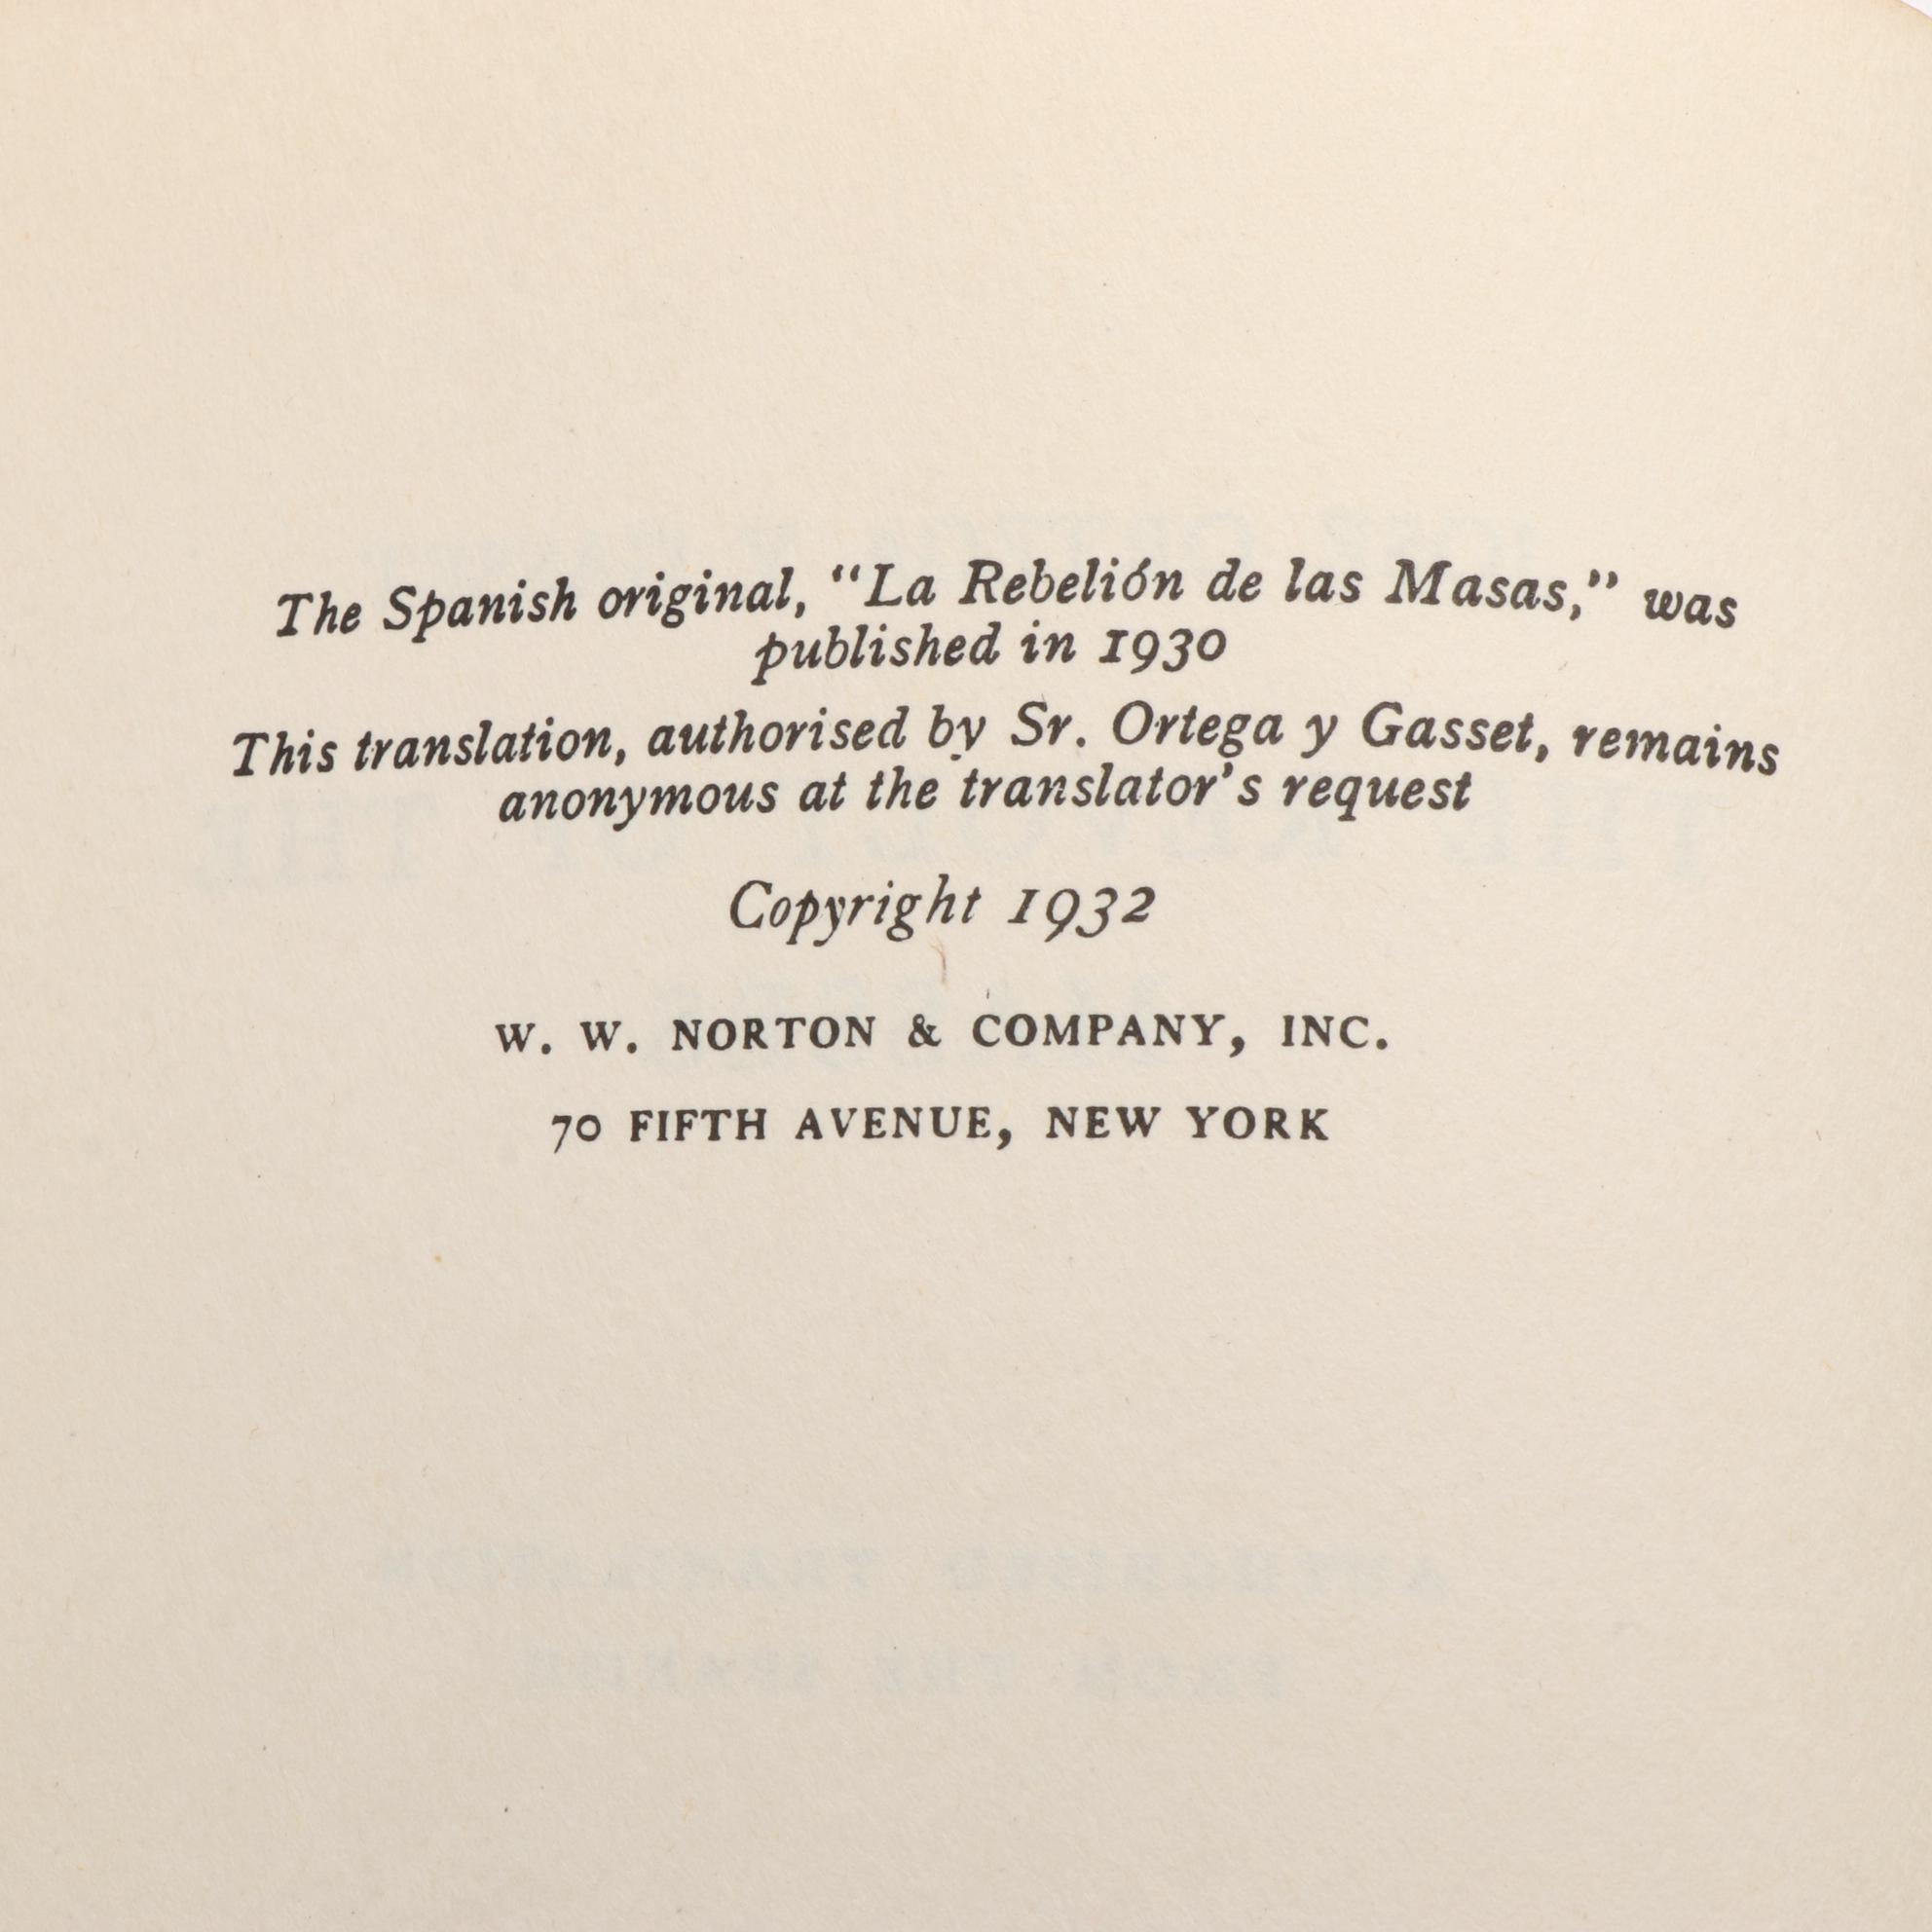 The Spanish original, “La Rebelión de las Masas,” was
published in 1930
This translation, authorised by Sr. Ortega y Gasset, remains
anonymous at the translator’s request
Copyright 1932
W. W. NORTON & COMPANY, INC.
70 FIFTH AVENUE, NEW YORK